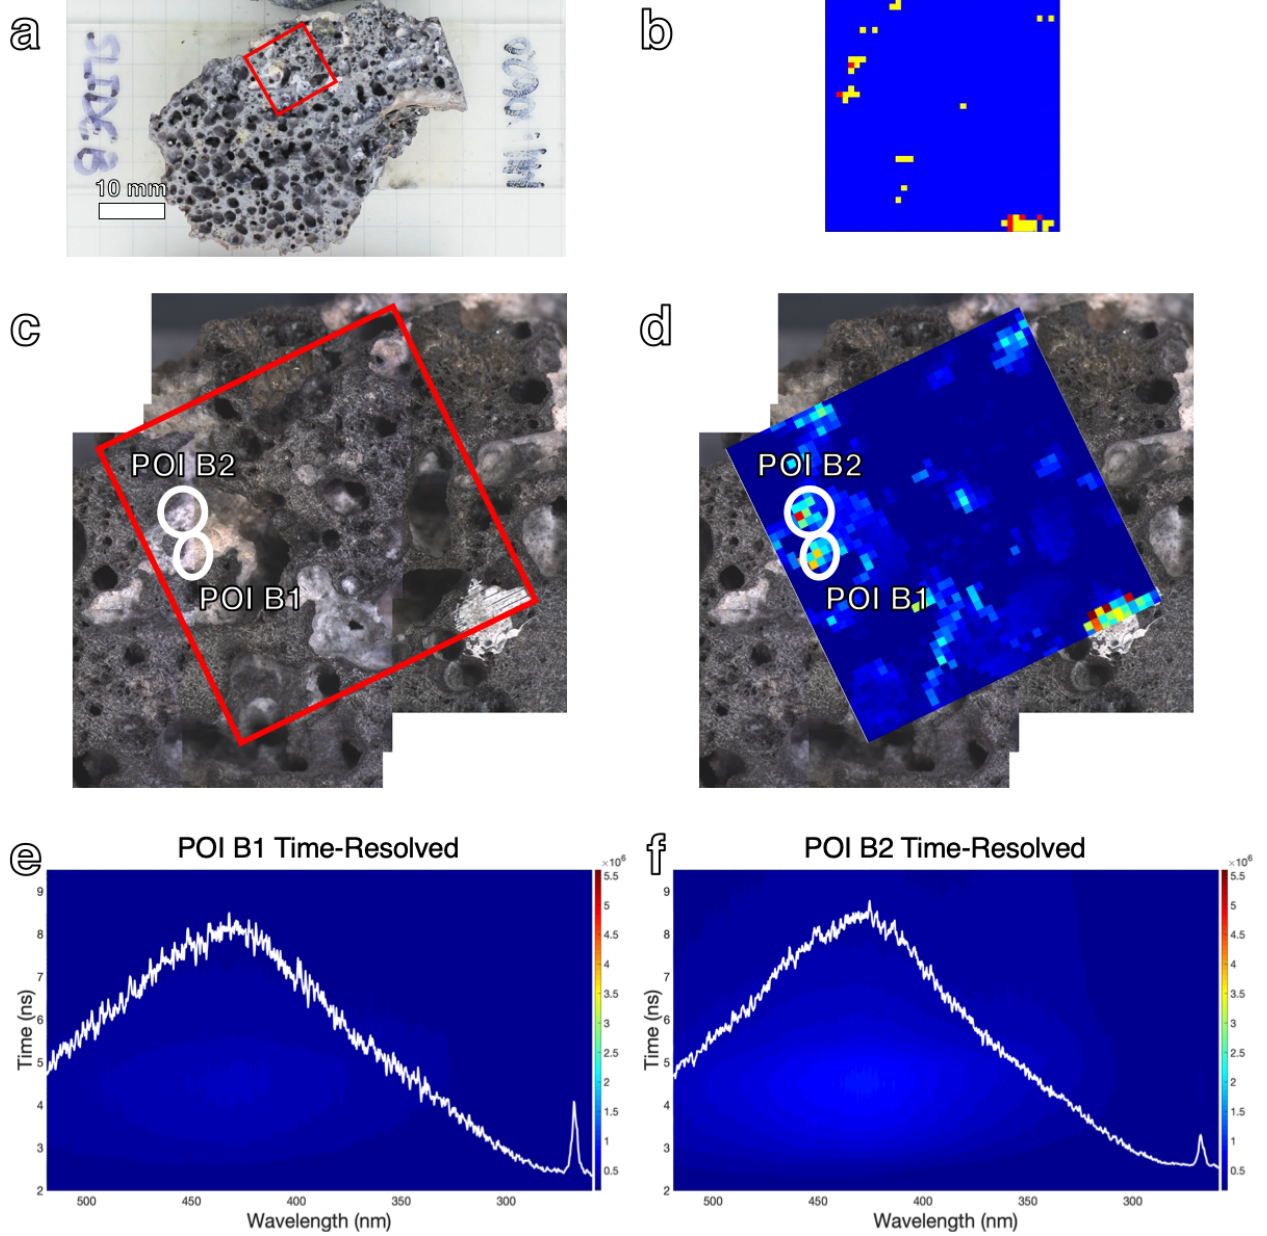 a
b
SLIDE B
10 mm
c
d
POI B2
POI B1
POI B2
POI B1
e
POI B1 Time-Resolved
f
POI B2 Time-Resolved
×10⁶
×10⁶
9
8
7
6
5
4
3
2
5.5
5
4.5
4
3.5
3
2.5
2
1.5
1
0.5
Time (ns)
500
450
400
350
300
Wavelength (nm)
9
8
7
6
5
4
3
2
5.5
5
4.5
4
3.5
3
2.5
2
1.5
1
0.5
Time (ns)
500
450
400
350
300
Wavelength (nm)